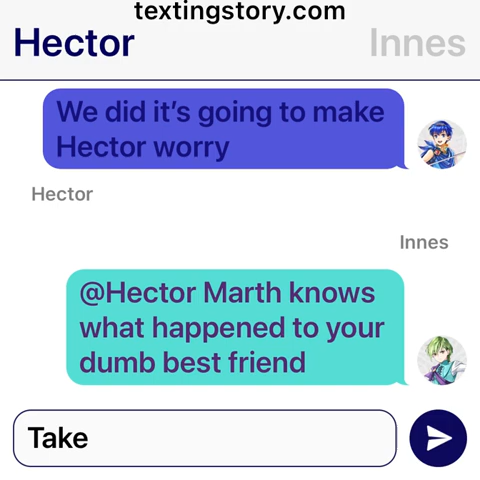 textingstory.com
Hector Innes
We did it's going to make
Hector worry
Hector
Innes
@Hector Marth knows
what happened to your
dumb best friend
Take